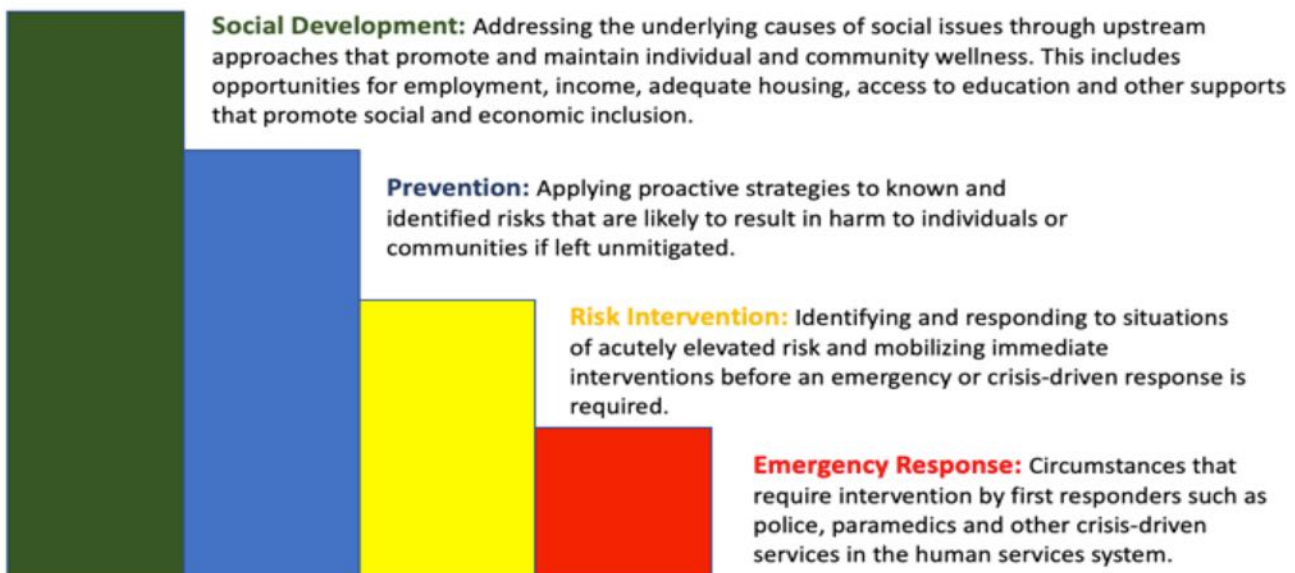 Social Development: Addressing the underlying causes of social issues through upstream
approaches that promote and maintain individual and community wellness. This includes
opportunities for employment, income, adequate housing, access to education and other supports
that promote social and economic inclusion.
Prevention: Applying proactive strategies to known and
identified risks that are likely to result in harm to individuals or
communities if left unmitigated.
Risk Intervention: Identifying and responding to situations
of acutely elevated risk and mobilizing immediate
interventions before an emergency or crisis-driven response is
required.
Emergency Response: Circumstances that
require intervention by first responders such as
police, paramedics and other crisis-driven
services in the human services system.